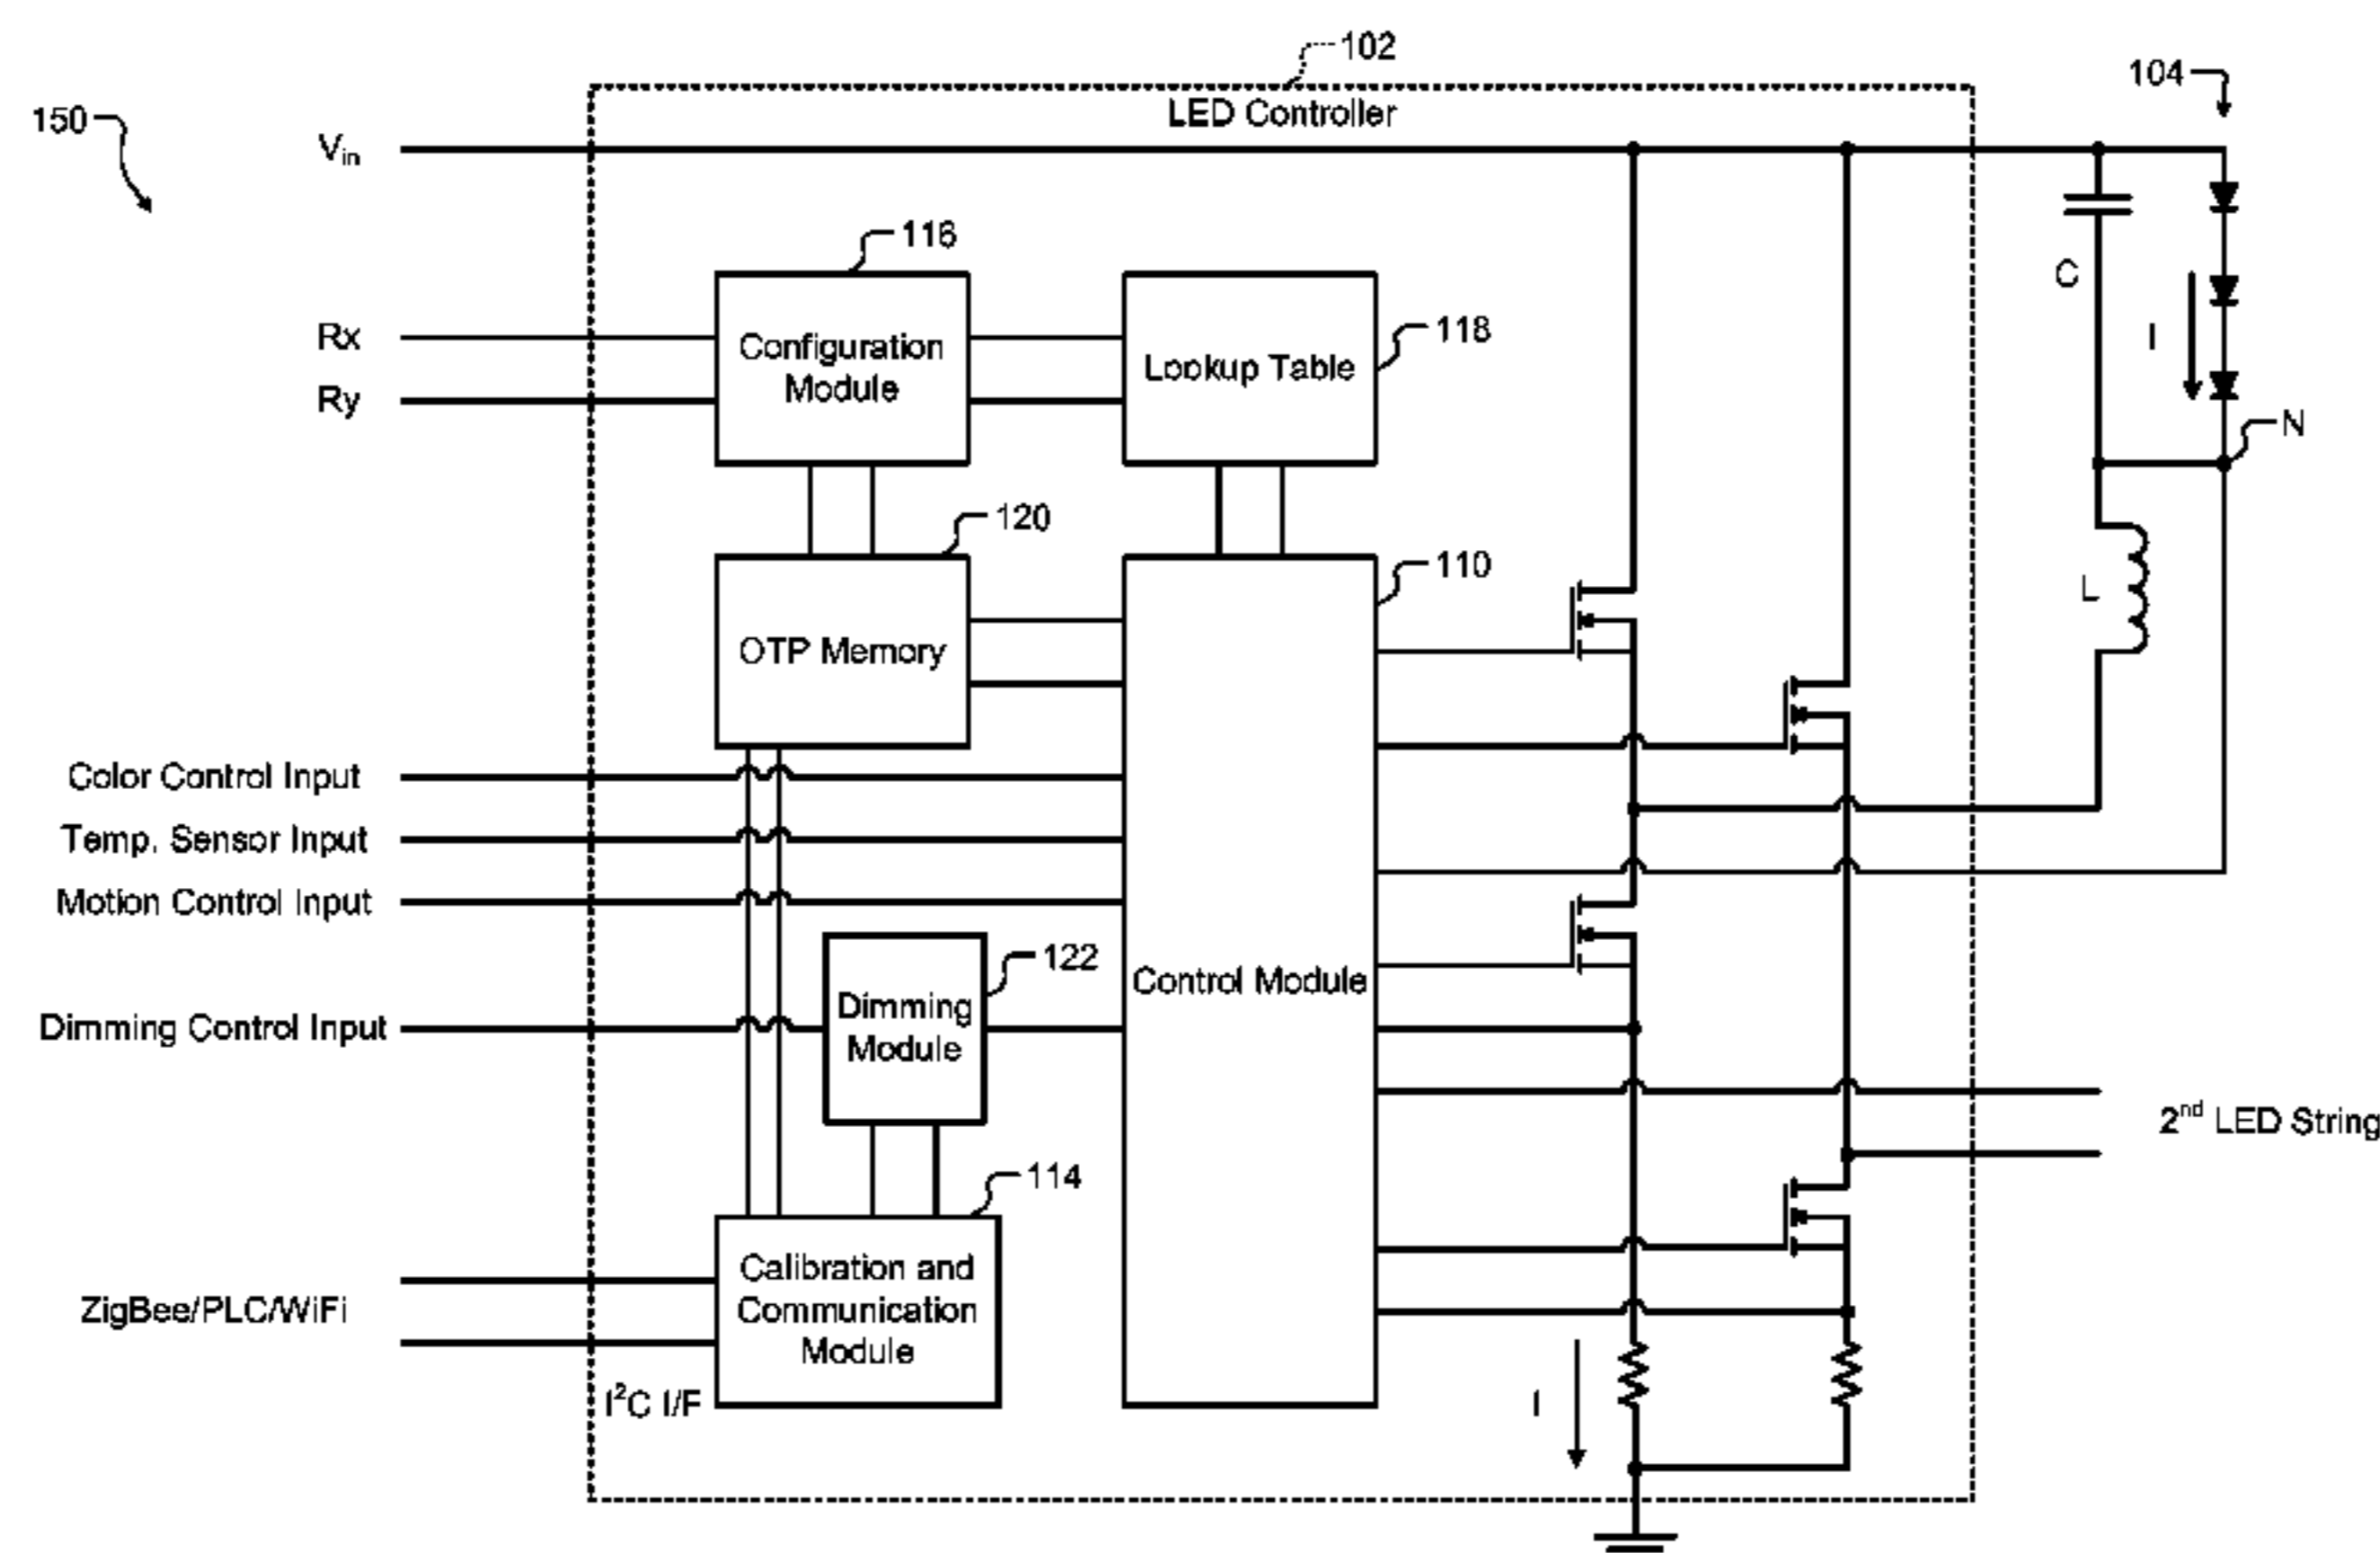 102
104
LED Controller
150
Vin
116
Rx
Configuration
Module
Lookup Table
118
C
I
Ry
N
120
110
OTP Memory
L
Color Control Input
Temp. Sensor Input
Motion Control Input
122
Control Module
Dimming Control Input
Dimming
Module
2nd LED String
114
Calibration and
Communication
Module
ZigBee/PLC/WiFi
I2C I/F
I